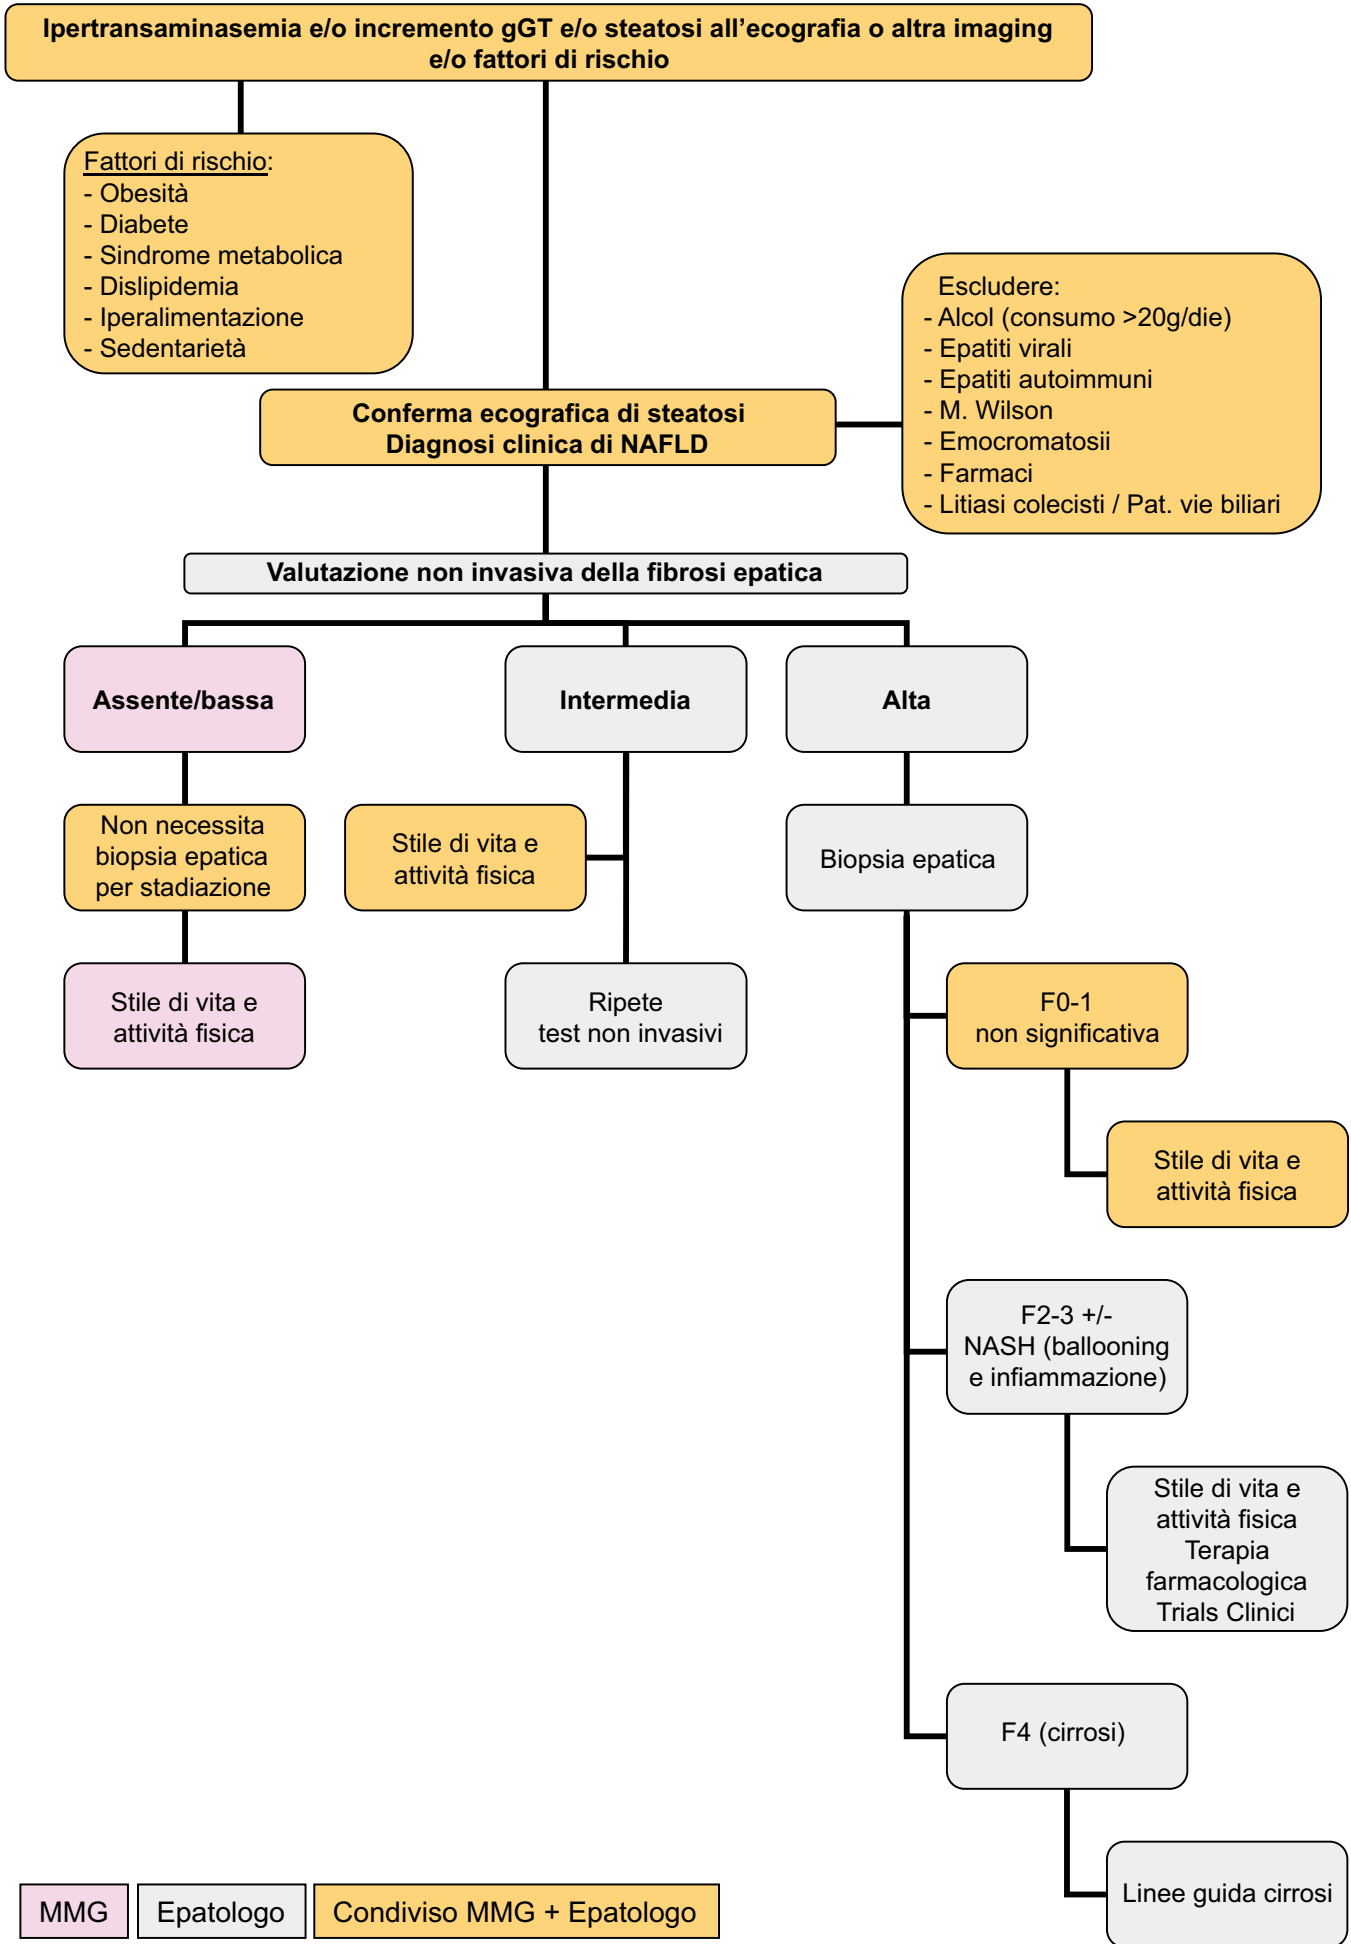 Ipertransaminasemia e/o incremento gGT e/o steatosi all’ecografia o altra imaging
e/o fattori di rischio
Fattori di rischio:
- Obesità
- Diabete
- Sindrome metabolica
- Dislipidemia
- Iperalimentazione
- Sedentarietà
Escludere:
- Alcol (consumo >20g/die)
- Epatiti virali
- Epatiti autoimmuni
- M. Wilson
- Emocromatosii
- Farmaci
- Litiasi colecisti / Pat. vie biliari
Conferma ecografica di steatosi
Diagnosi clinica di NAFLD
Valutazione non invasiva della fibrosi epatica
Assente/bassa
Intermedia
Alta
Non necessita
biopsia epatica
per stadiazione
Stile di vita e
attività fisica
Biopsia epatica
Stile di vita e
attività fisica
Ripete
test non invasivi
F0-1
non significativa
Stile di vita e
attività fisica
F2-3 +/-
NASH (ballooning
e infiammazione)
Stile di vita e
attività fisica
Terapia
farmacologica
Trials Clinici
F4 (cirrosi)
Linee guida cirrosi
MMG
Epatologo
Condiviso MMG + Epatologo